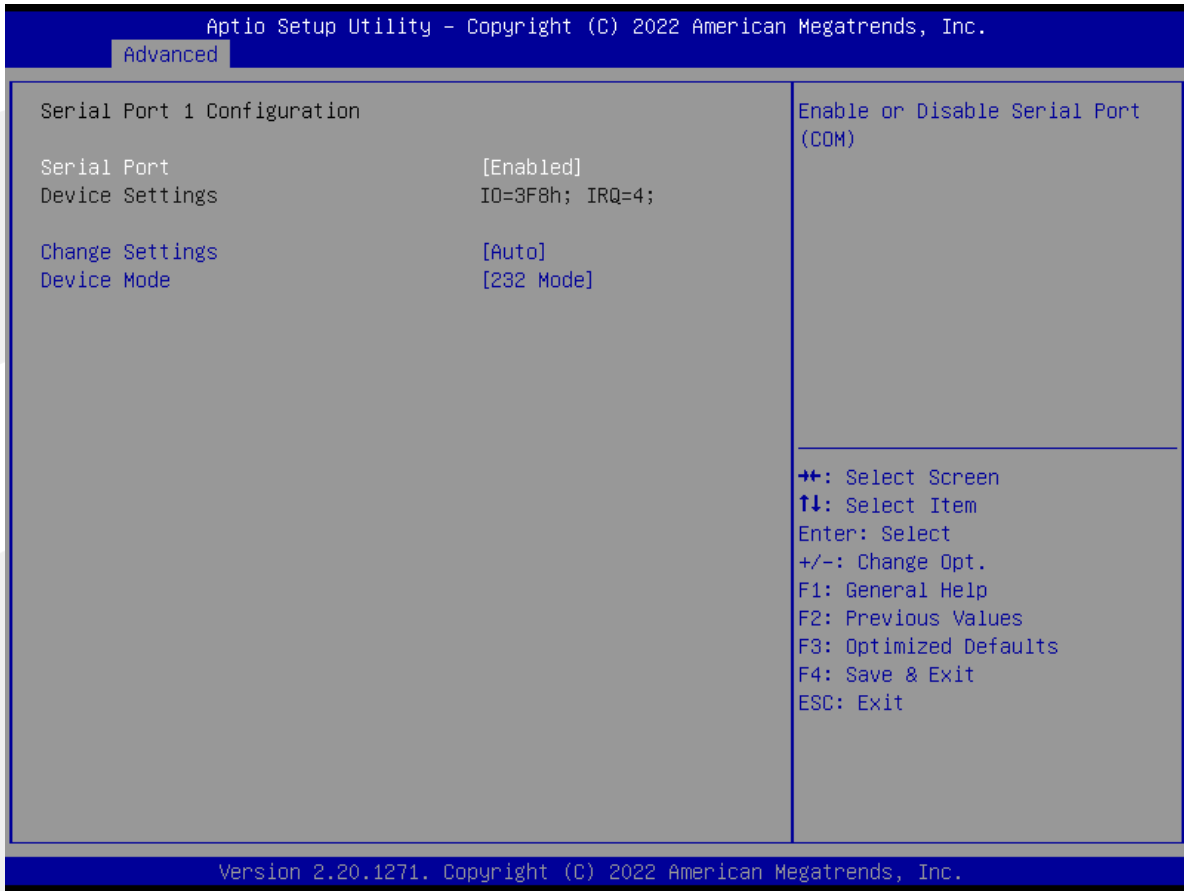 Aptio Setup Utility – Copyright (C) 2022 American Megatrends, Inc.
Advanced
Serial Port 1 Configuration
Serial Port [Enabled]
Device Settings IO=3F8h; IRQ=4;
Change Settings [Auto]
Device Mode [232 Mode]
Enable or Disable Serial Port
(COM)
→←: Select Screen
↑↓: Select Item
Enter: Select
+/-: Change Opt.
F1: General Help
F2: Previous Values
F3: Optimized Defaults
F4: Save & Exit
ESC: Exit
Version 2.20.1271. Copyright (C) 2022 American Megatrends, Inc.